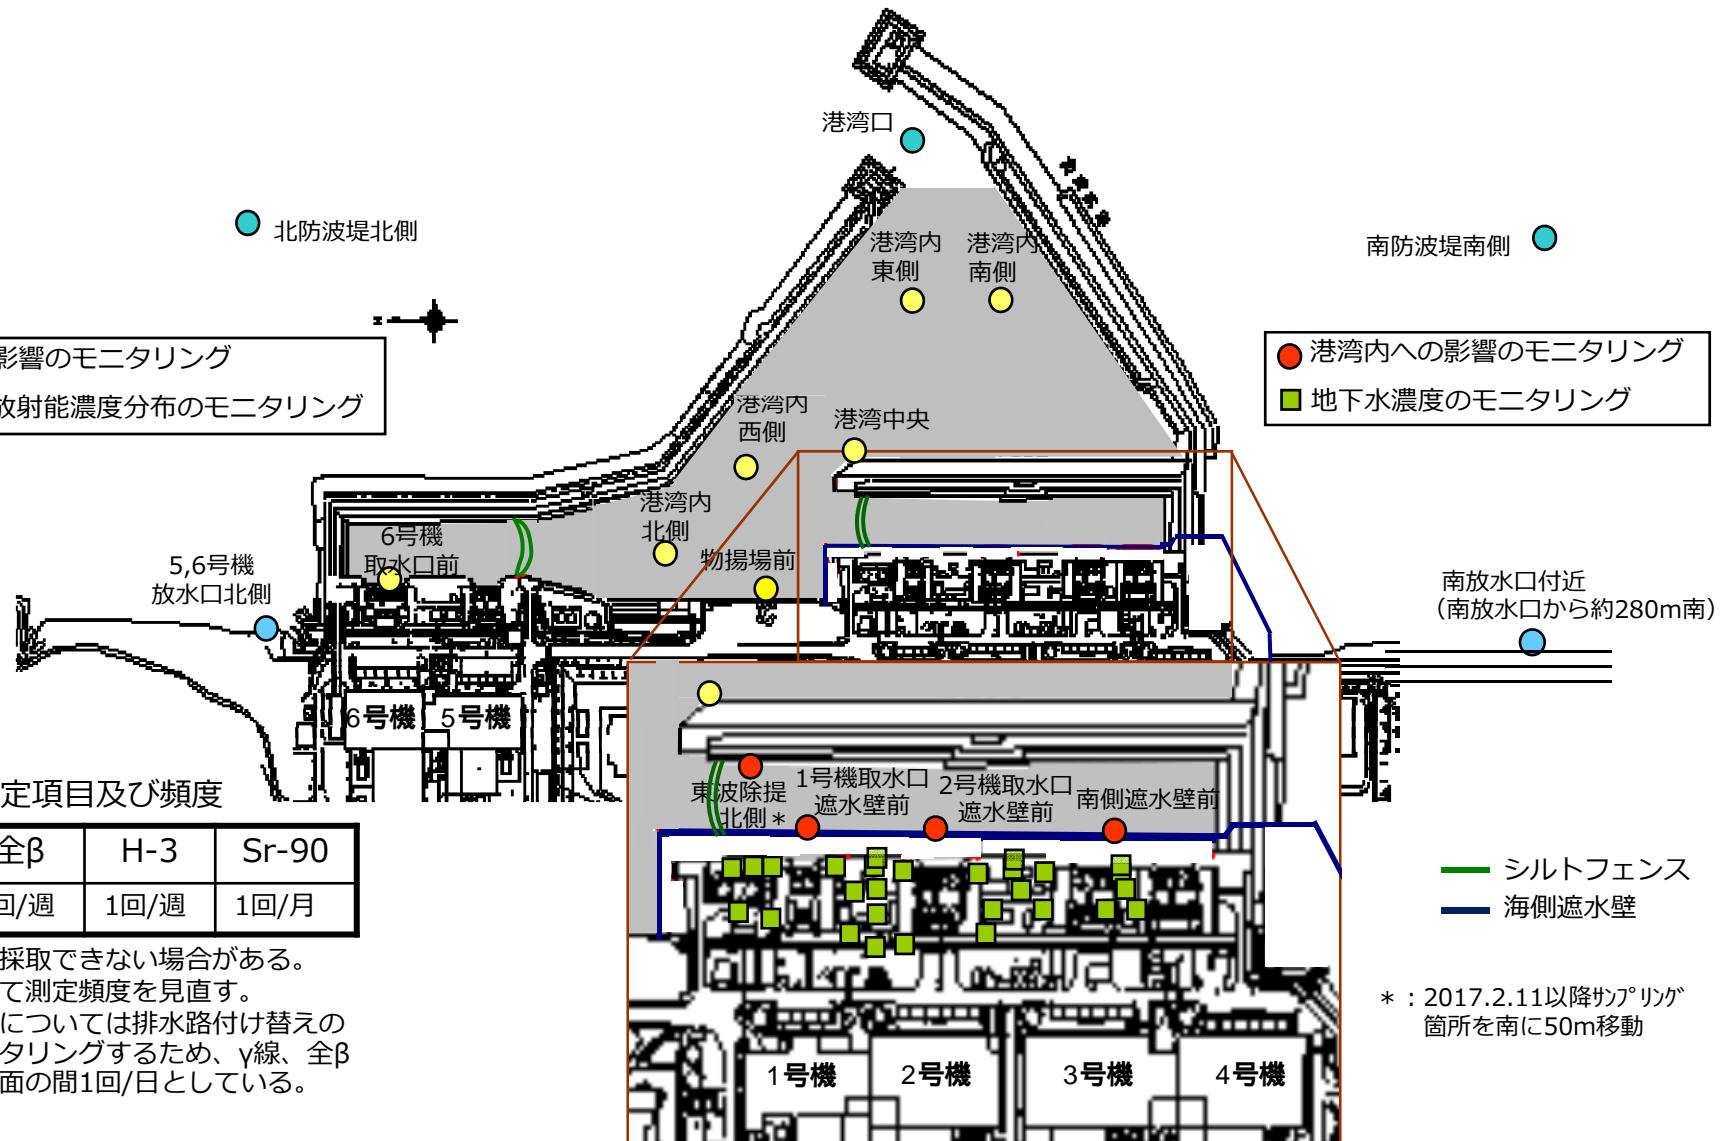 港湾口
北防波堤北側
南防波堤南側
港湾内
東側
港湾内
南側
影響のモニタリング
放射能濃度分布のモニタリング
港湾内への影響のモニタリング
地下水濃度のモニタリング
港湾内
西側
港湾中央
港湾内
北側
6号機
取水口前
物揚場前
5,6号機
放水口北側
南放水口付近
（南放水口から約280m南）
6号機
5号機
東波除堤
北側＊
1号機取水口
遮水壁前
2号機取水口
遮水壁前
南側遮水壁前
定項目及び頻度
全β H-3 Sr-90
回/週 1回/週 1回/月
シルトフェンス
海側遮水壁
採取できない場合がある。
て測定頻度を見直す。
については排水路付け替えの
タリングするため、γ線、全β
面の間1回/日としている。
＊：2017.2.11以降ｻﾝﾌﾟﾘﾝｸﾞ
箇所を南に50m移動
1号機
2号機
3号機
4号機